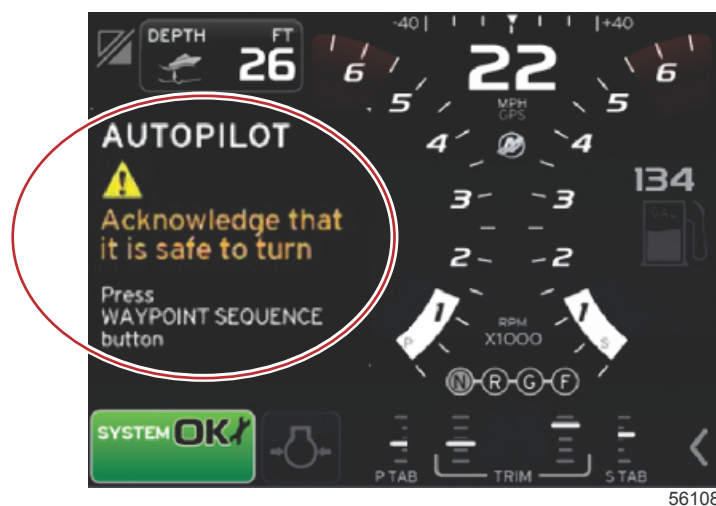 DEPTH FT
26
-40 +40
22
MPH
GPS
6 6
5 5
4 4
3 3
2 2
1 1
P S
RPM
X1000
N R G F
134
AUTOPILOT
Acknowledge that
it is safe to turn
Press
WAYPOINT SEQUENCE
button
SYSTEM OK
P TAB TRIM S TAB
56108